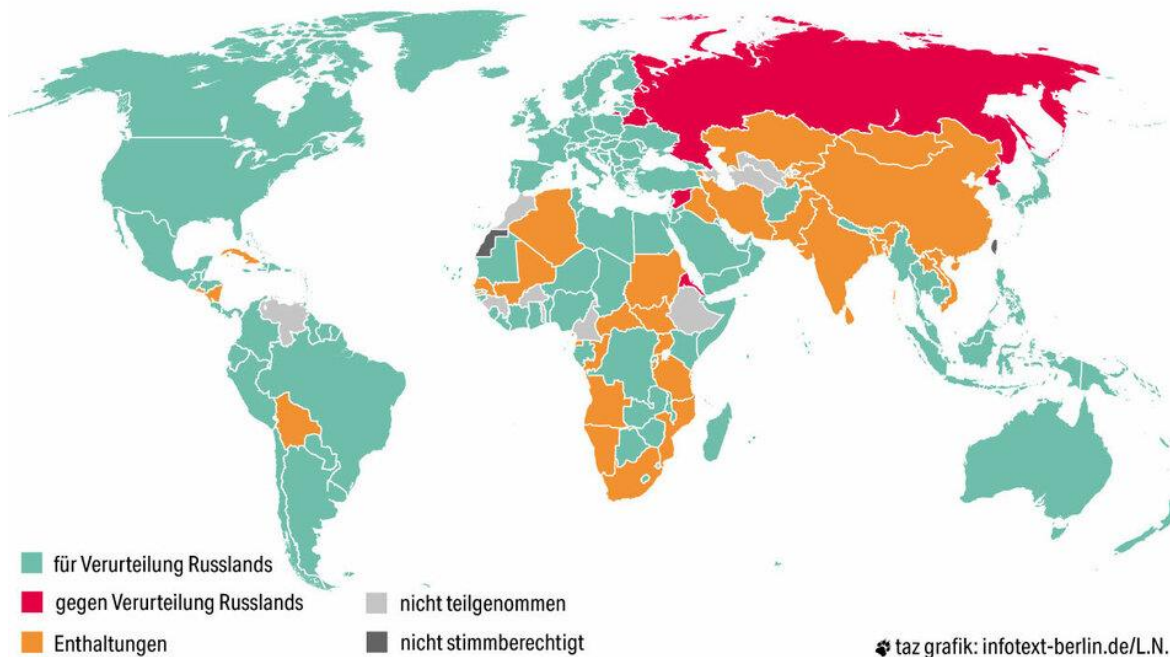 für Verurteilung Russlands
gegen Verurteilung Russlands
Enthaltungen
nicht teilgenommen
nicht stimmberechtigt
taz grafik: infotext-berlin.de/L.N.